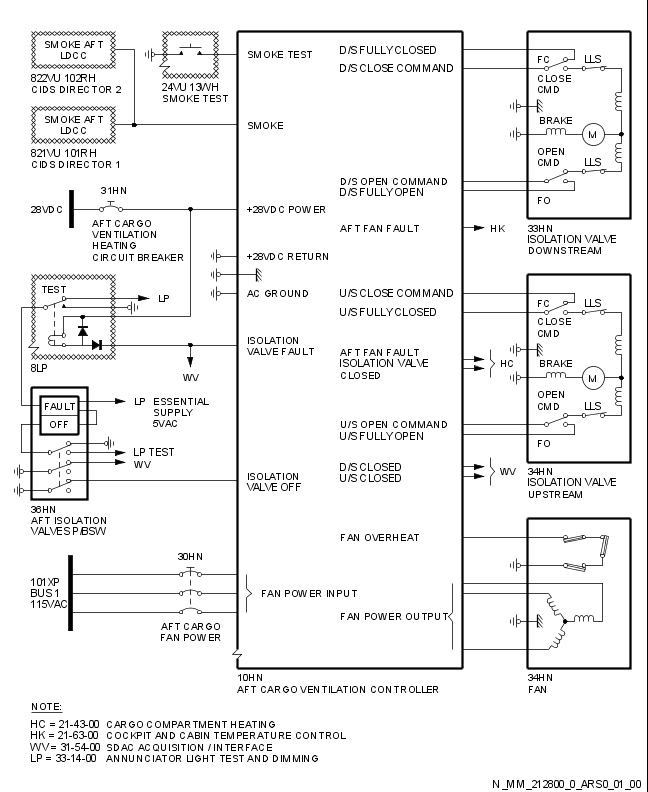 SMOKE AFT
LDCC
822VU 102RH
CIDS DIRECTOR 2
24VU 13WH
SMOKE TEST
SMOKE AFT
LDCC
821VU 101RH
CIDS DIRECTOR 1
28VDC
31HN
AFT CARGO
VENTILATION
HEATING
CIRCUIT BREAKER
TEST
LP
8LP
WV
FAULT
OFF
LP ESSENTIAL
SUPPLY
5VAC
LP TEST
WV
36HN
AFT ISOLATION
VALVES P/BSW
101XP
BUS 1
115VAC
30HN
AFT CARGO
FAN POWER
SMOKE TEST
SMOKE
+28VDC POWER
+28VDC RETURN
AC GROUND
ISOLATION
VALVE FAULT
ISOLATION
VALVE OFF
FAN POWER INPUT
D/S FULLY CLOSED
D/S CLOSE COMMAND
D/S OPEN COMMAND
D/S FULLY OPEN
AFT FAN FAULT
HK
U/S CLOSE COMMAND
U/S FULLY CLOSED
AFT FAN FAULT
ISOLATION VALVE
CLOSED
HC
U/S OPEN COMMAND
U/S FULLY OPEN
D/S CLOSED
U/S CLOSED
WV
FAN OVERHEAT
FAN POWER OUTPUT
10HN
AFT CARGO VENTILATION CONTROLLER
FC
LLS
CLOSE
CMD
BRAKE
M
OPEN
CMD
LLS
FO
33HN
ISOLATION VALVE
DOWNSTREAM
FC
LLS
CLOSE
CMD
BRAKE
M
OPEN
CMD
LLS
FO
34HN
ISOLATION VALVE
UPSTREAM
34HN
FAN
NOTE:
HC = 21-43-00 CARGO COMPARTMENT HEATING
HK = 21-63-00 COCKPIT AND CABIN TEMPERATURE CONTROL
WV = 31-54-00 SDAC ACQUISITION / INTERFACE
LP = 33-14-00 ANNUNCIATOR LIGHT TEST AND DIMMING
N_MM_212800_0_ARS0_01_00